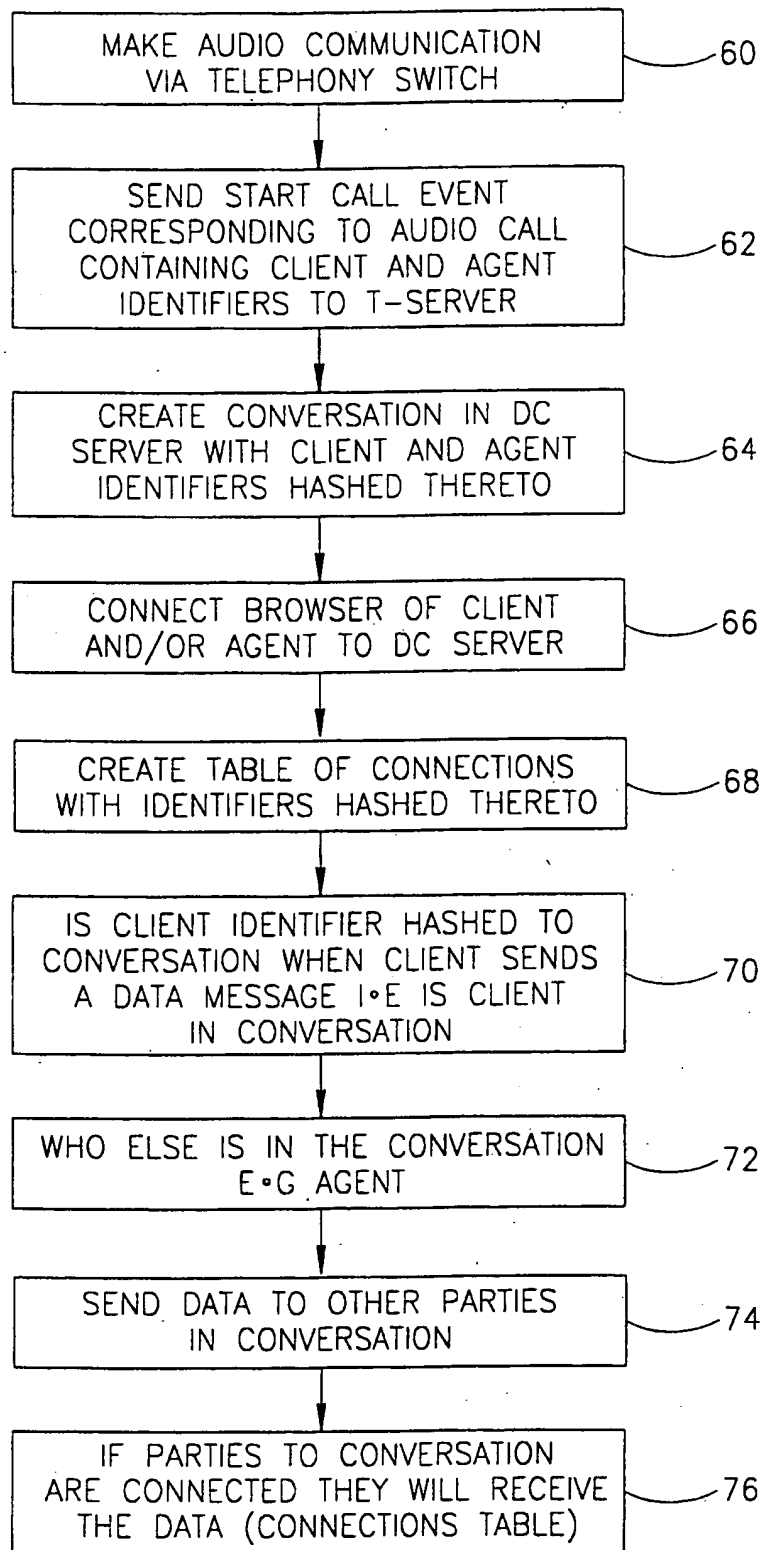 MAKE AUDIO COMMUNICATION
VIA TELEPHONY SWITCH
60
SEND START CALL EVENT
CORRESPONDING TO AUDIO CALL
CONTAINING CLIENT AND AGENT
IDENTIFIERS TO T-SERVER
62
CREATE CONVERSATION IN DC
SERVER WITH CLIENT AND AGENT
IDENTIFIERS HASHED THERETO
64
CONNECT BROWSER OF CLIENT
AND/OR AGENT TO DC SERVER
66
CREATE TABLE OF CONNECTIONS
WITH IDENTIFIERS HASHED THERETO
68
IS CLIENT IDENTIFIER HASHED TO
CONVERSATION WHEN CLIENT SENDS
A DATA MESSAGE I•E IS CLIENT
IN CONVERSATION
70
WHO ELSE IS IN THE CONVERSATION
E•G AGENT
72
SEND DATA TO OTHER PARTIES
IN CONVERSATION
74
IF PARTIES TO CONVERSATION
ARE CONNECTED THEY WILL RECEIVE
THE DATA (CONNECTIONS TABLE)
76